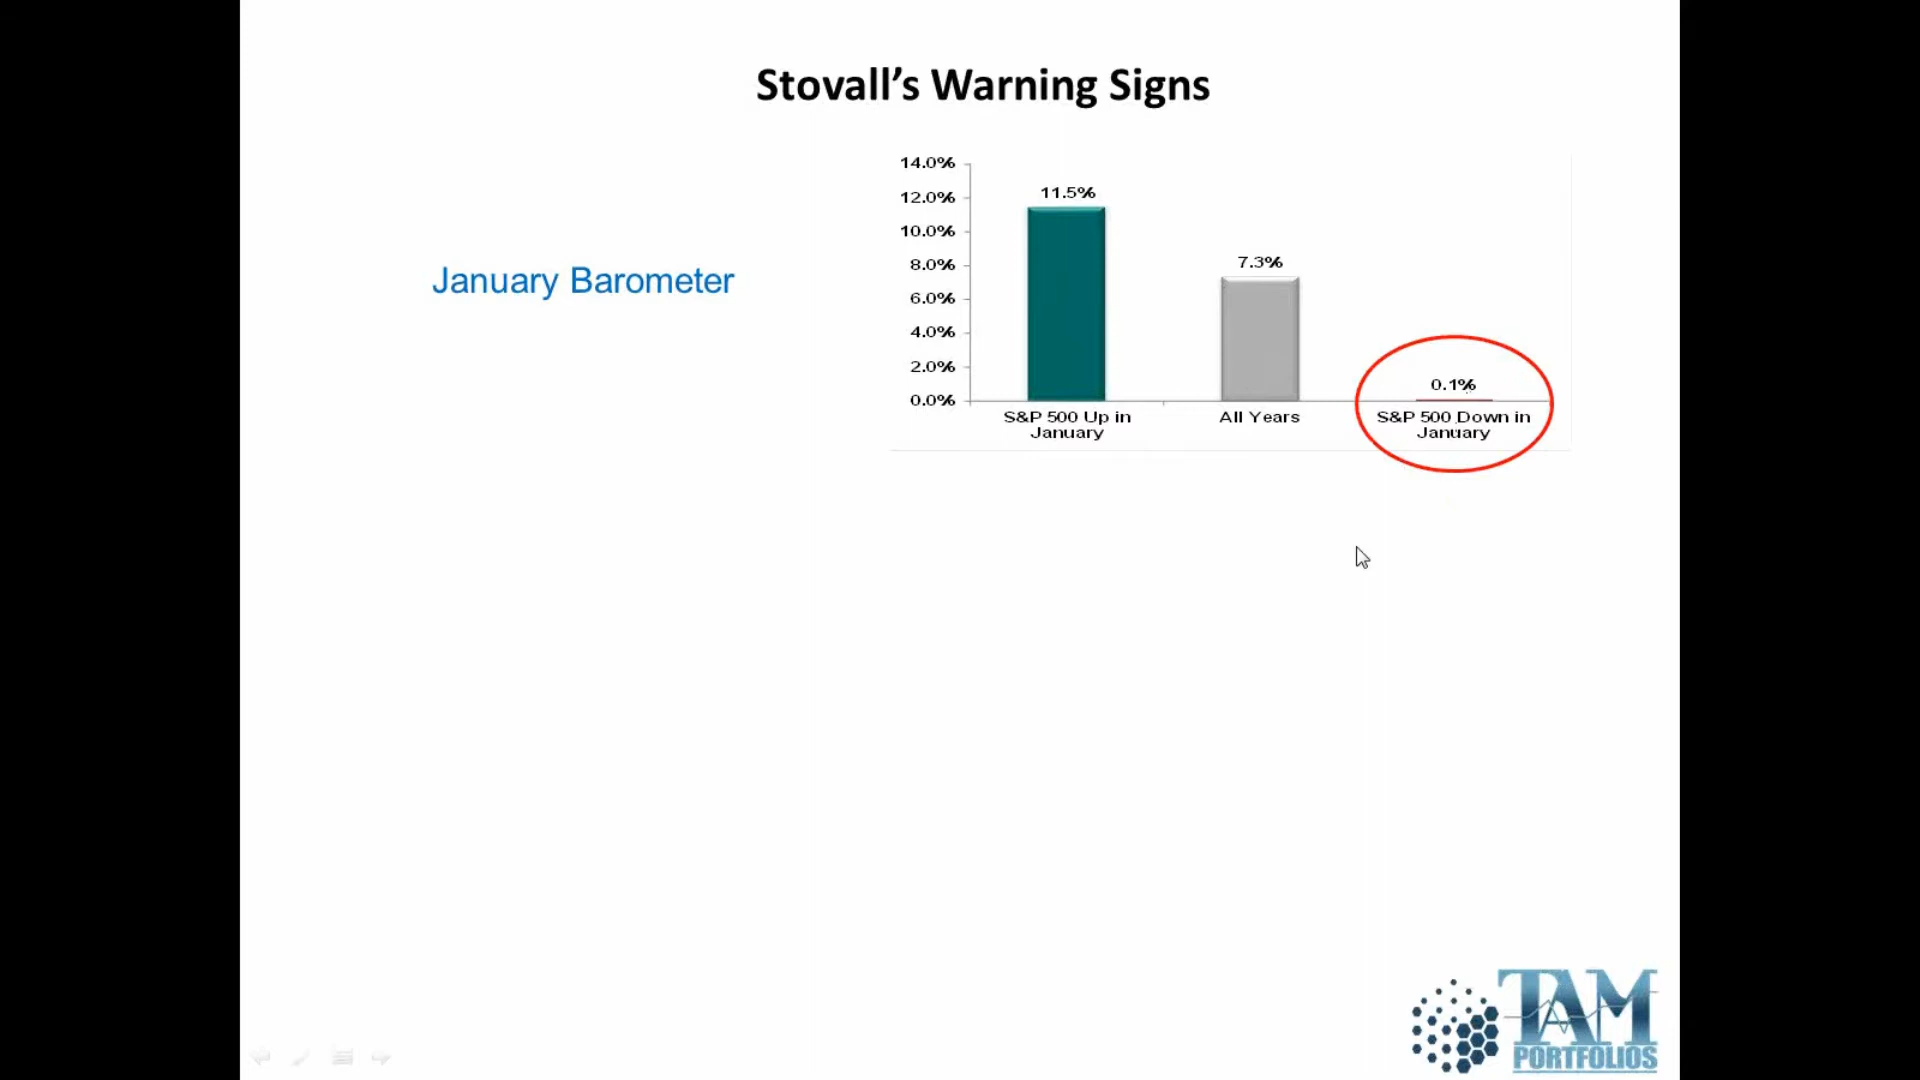 Stovall’s Warning Signs
January Barometer
14.0%
12.0%
10.0%
8.0%
6.0%
4.0%
2.0%
0.0%
11.5%
7.3%
0.1%
S&P 500 Up in
January
All Years
S&P 500 Down in
January
TAM
PORTFOLIOS